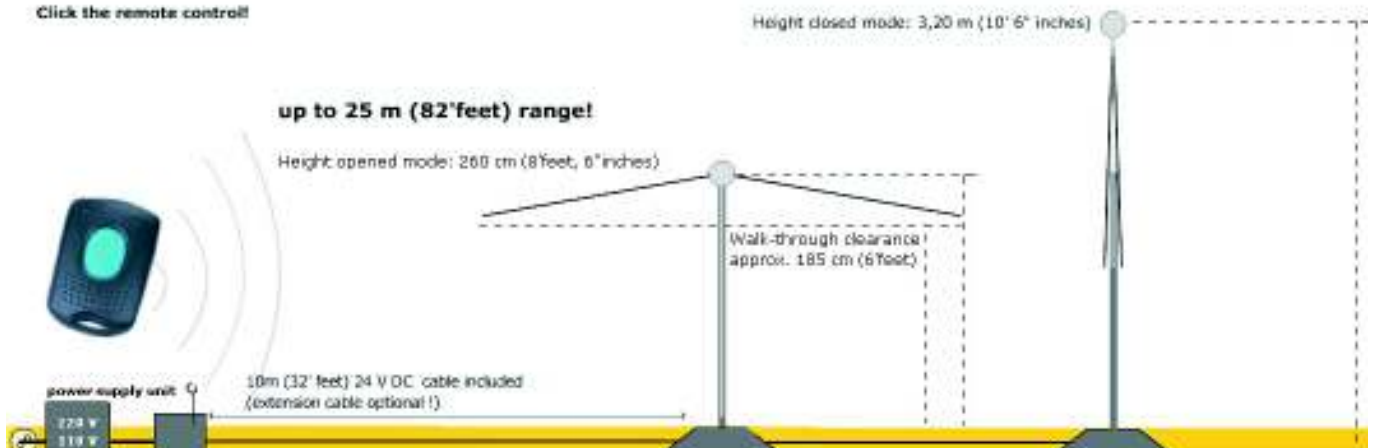 Click the remote control!
Height closed mode: 3,20 m (10' 6" inches)
up to 25 m (82'feet) range!
Height opened mode: 260 cm (8'feet, 6"inches)
Walk-through clearance
approx. 185 cm (6'feet)
power supply unit
10m (32' feet) 24 V DC cable included
(extension cable optional!)
220 V
110 V